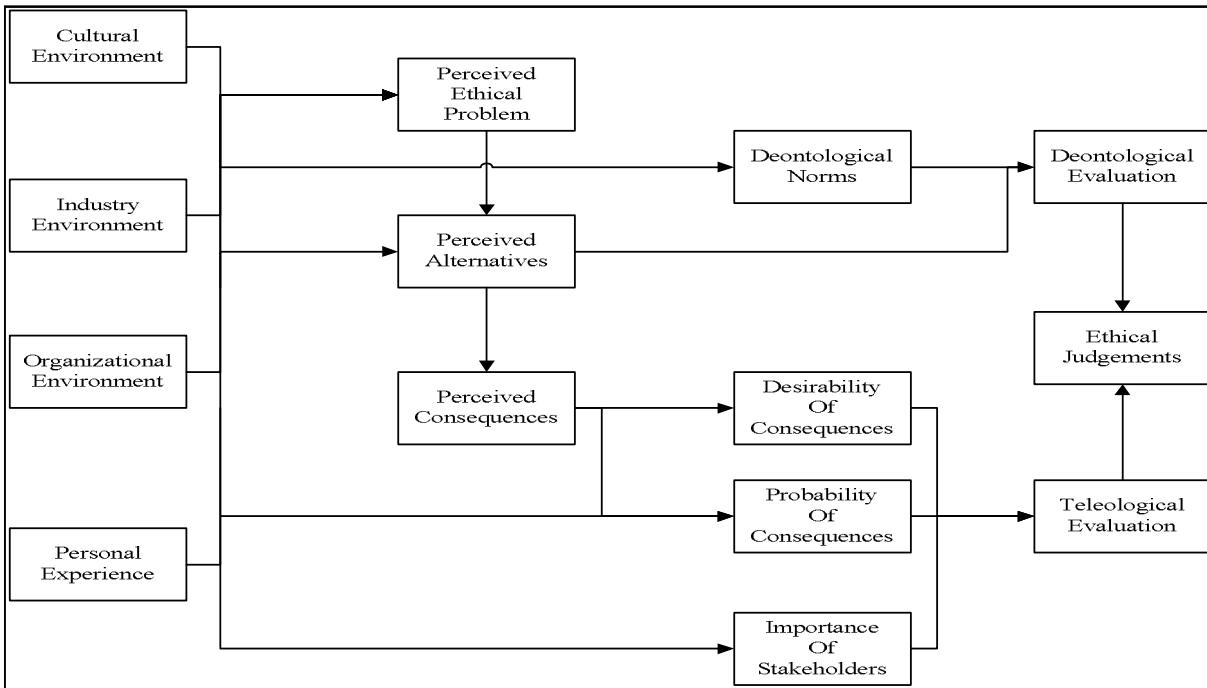 Cultural
Environment
Industry
Environment
Organizational
Environment
Personal
Experience
Perceived
Ethical
Problem
Perceived
Alternatives
Perceived
Consequences
Deontological
Norms
Desirability
Of
Consequences
Probability
Of
Consequences
Importance
Of
Stakeholders
Deontological
Evaluation
Ethical
Judgements
Teleological
Evaluation